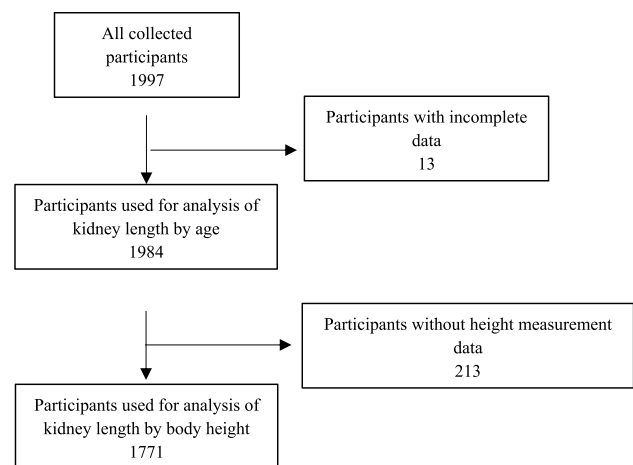 All collected
participants
1997
Participants with incomplete
data
13
Participants used for analysis of
kidney length by age
1984
Participants without height measurement
data
213
Participants used for analysis of
kidney length by body height
1771